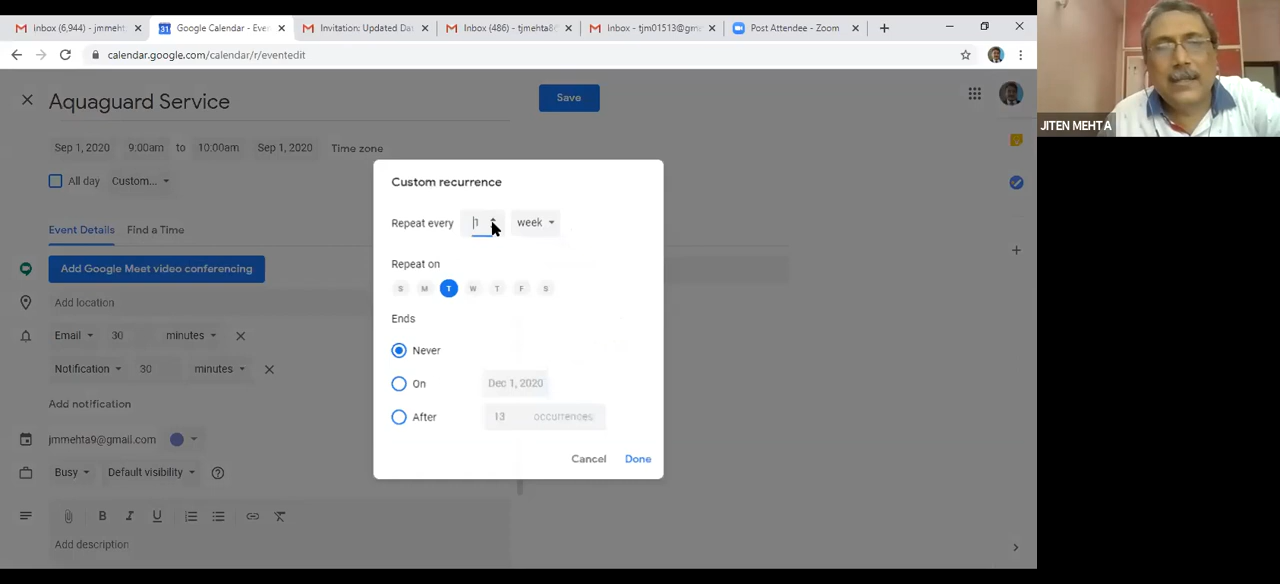 Inbox (6,944) - jmmehta
Google Calendar - Eve
Invitation: Updated Da
Inbox (486) - tjmehta8
Inbox - tjm01513@gm
Post Attendee - Zoom
calendar.google.com/calendar/r/eventedit
Aquaguard Service
Save
Sep 1, 2020 9:00am to 10:00am Sep 1, 2020 Time zone
All day Custom...
Event Details Find a Time
Add Google Meet video conferencing
Add location
Email 30 minutes
Notification 30 minutes
Add notification
jmmehta9@gmail.com
Busy Default visibility
B I U
Add description
Custom recurrence
Repeat every 1 week
Repeat on
S M T W T F S
Ends
Never
On Dec 1, 2020
After 13 occurrences
Cancel Done
JITEN MEHTA